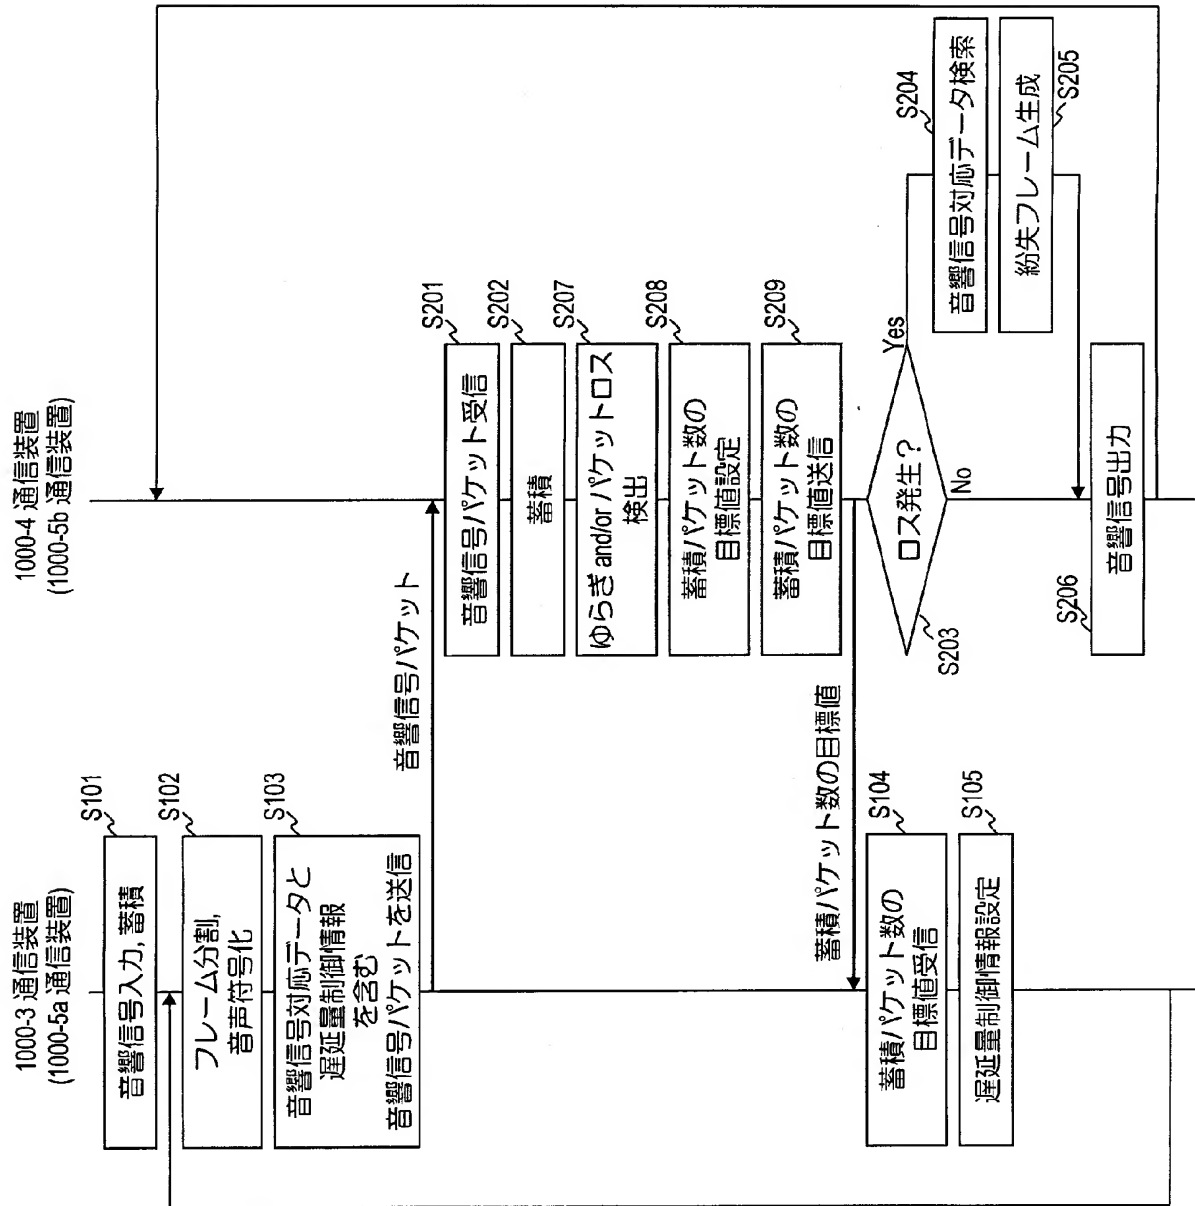 1000-3 通信装置
(1000-5a 通信装置)
音響信号入力, 蓄積
S101
フレーム分割,
音声符号化
S102
音響信号対応データと
遅延量制御情報
を含む
音響信号パケットを送信
S103
音響信号パケット
蓄積パケット数の目標値
蓄積パケット数の
目標値受信
S104
遅延量制御情報設定
S105
1000-4 通信装置
(1000-5b 通信装置)
音響信号パケット受信
S201
蓄積
S202
ゆらぎ and/or パケットロス
検出
S207
蓄積パケット数の
目標値設定
S208
蓄積パケット数の
目標値送信
S209
ロス発生?
S203
Yes
No
音響信号対応データ検索
S204
紛失フレーム生成
S205
音響信号出力
S206